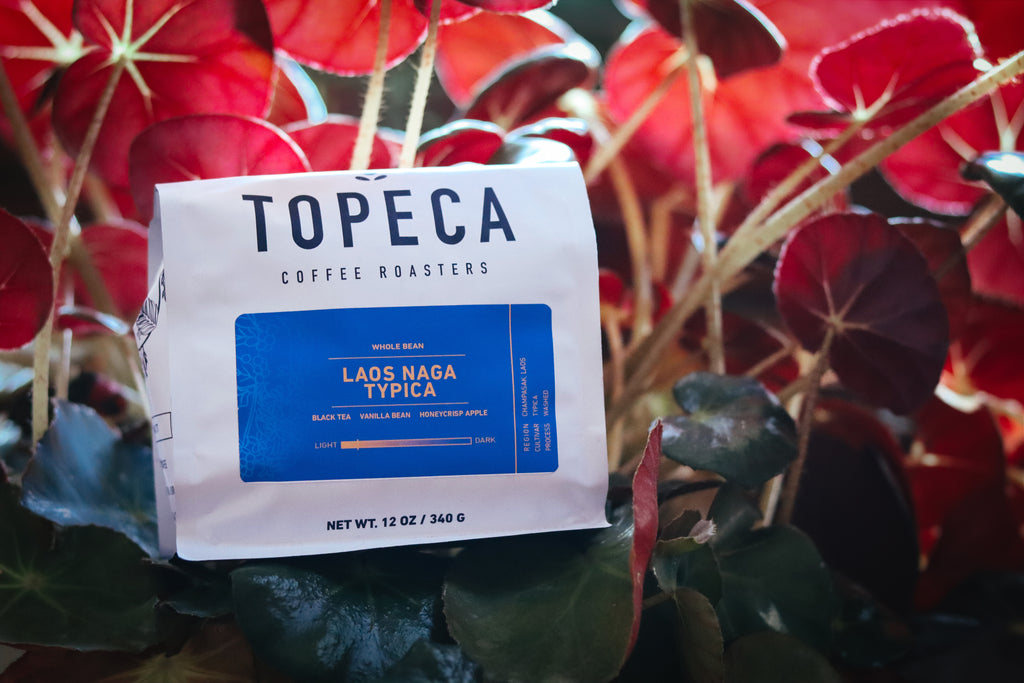 TOPECA
COFFEE ROASTERS
WHOLE BEAN
LAOS NAGA
TYPICA
BLACK TEA VANILLA BEAN HONEYCRISP APPLE
LIGHT DARK
REGION CHAMPASAK LAOS
CULTIVAR TYPICA
PROCESS WASHED
NET WT. 12 OZ / 340 G